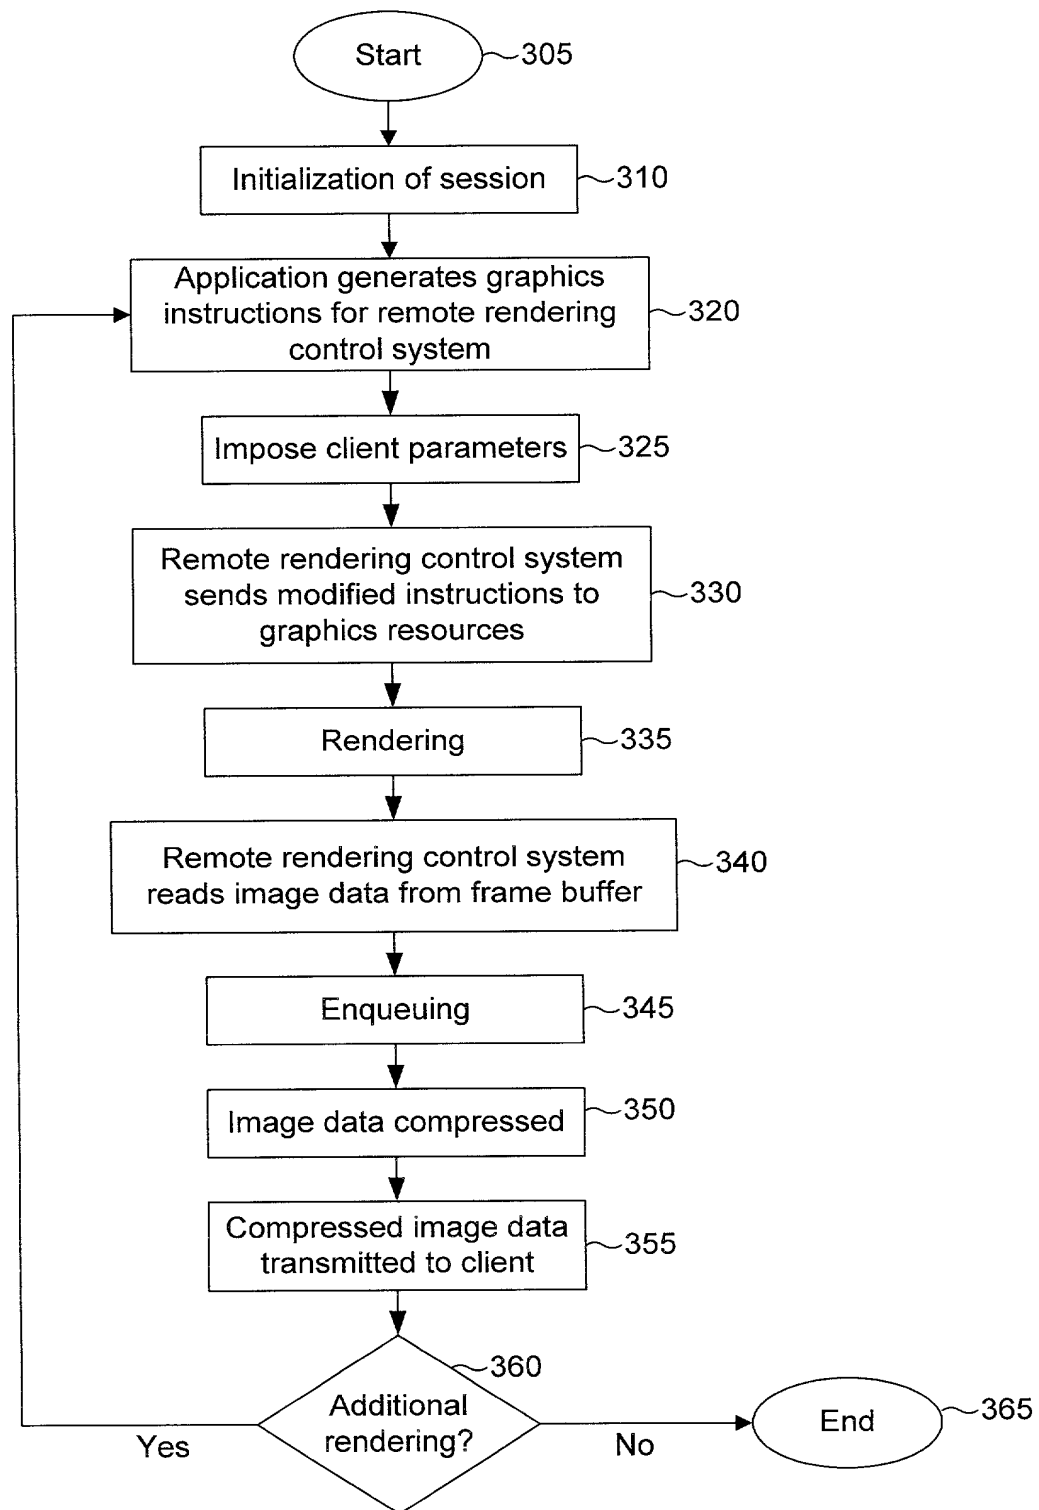 Start
305
Initialization of session
310
Application generates graphics
instructions for remote rendering
control system
320
Impose client parameters
325
Remote rendering control system
sends modified instructions to
graphics resources
330
Rendering
335
Remote rendering control system
reads image data from frame buffer
340
Enqueuing
345
Image data compressed
350
Compressed image data
transmitted to client
355
360
Additional
rendering?
Yes
No
End
365